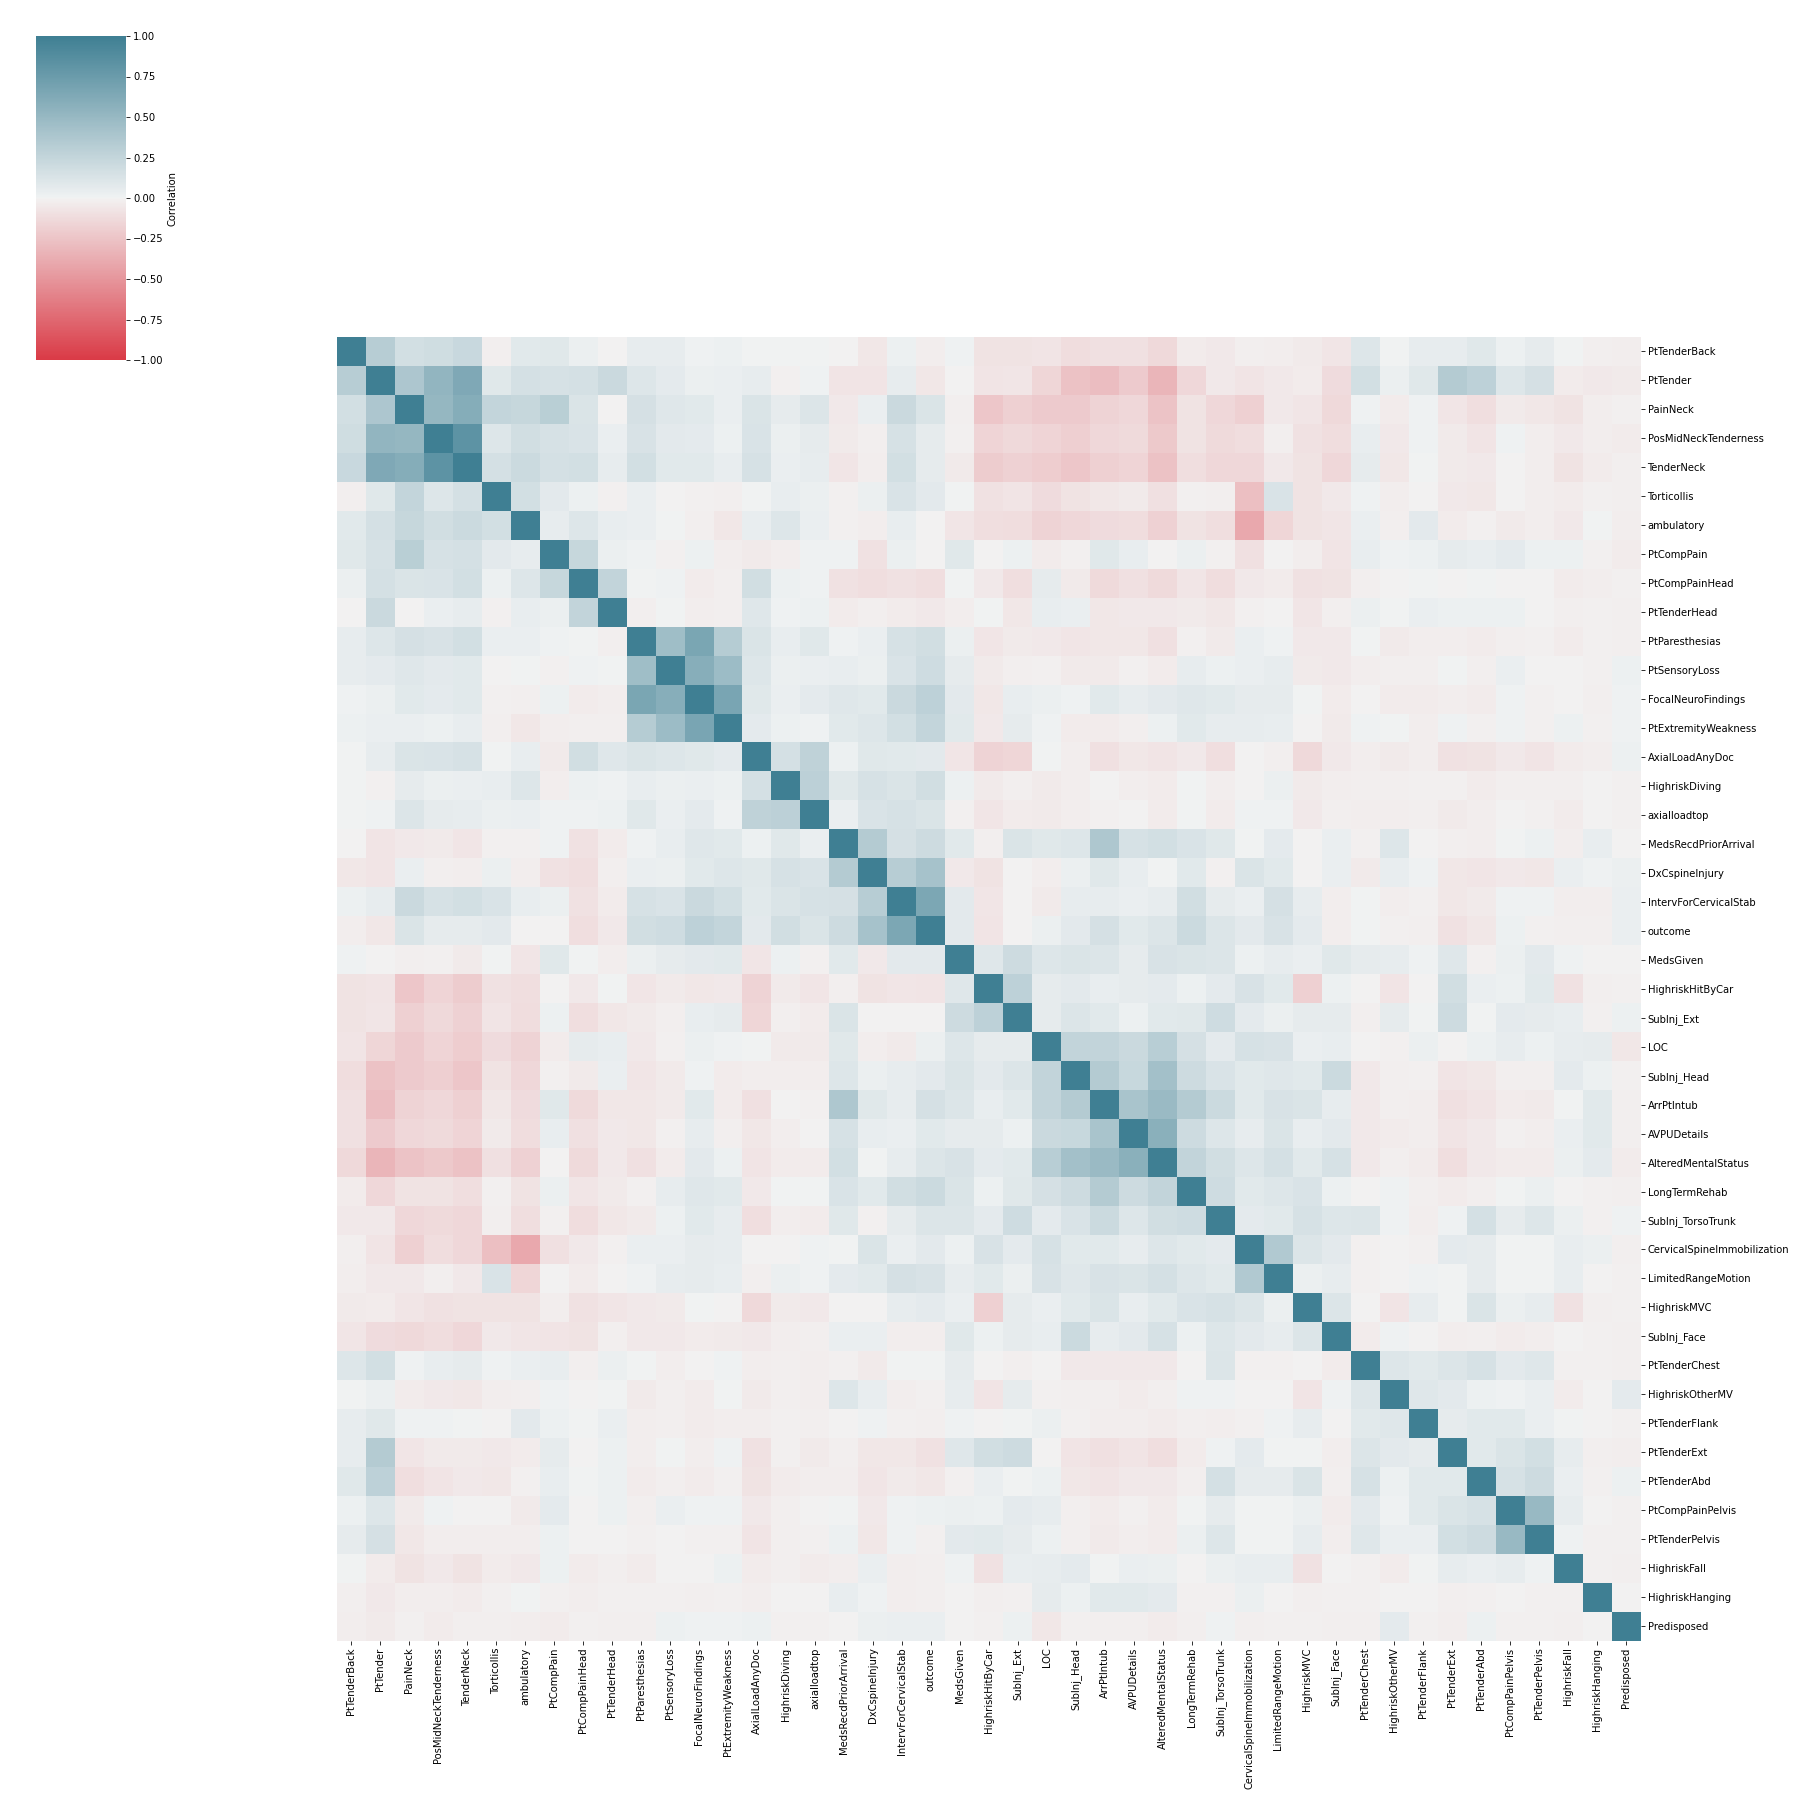 1.00
0.75
0.50
0.25
0.00
−0.25
−0.50
−0.75
−1.00
Correlation
PtTenderBack
PtTender
PainNeck
PosMidNeckTenderness
TenderNeck
Torticollis
ambulatory
PtCompPain
PtCompPainHead
PtTenderHead
PtParesthesias
PtSensoryLoss
FocalNeuroFindings
PtExtremityWeakness
AxialLoadAnyDoc
HighriskDiving
axialloadtop
MedsRecdPriorArrival
DxCspineInjury
IntervForCervicalStab
outcome
MedsGiven
HighriskHitByCar
SubInj_Ext
LOC
SubInj_Head
ArrPtIntub
AVPUDetails
AlteredMentalStatus
LongTermRehab
SubInj_TorsoTrunk
CervicalSpineImmobilization
LimitedRangeMotion
HighriskMVC
SubInj_Face
PtTenderChest
HighriskOtherMV
PtTenderFlank
PtTenderExt
PtTenderAbd
PtCompPainPelvis
PtTenderPelvis
HighriskFall
HighriskHanging
Predisposed
PtTenderBack
PtTender
PainNeck
PosMidNeckTenderness
TenderNeck
Torticollis
ambulatory
PtCompPain
PtCompPainHead
PtTenderHead
PtParesthesias
PtSensoryLoss
FocalNeuroFindings
PtExtremityWeakness
AxialLoadAnyDoc
HighriskDiving
axialloadtop
MedsRecdPriorArrival
DxCspineInjury
IntervForCervicalStab
outcome
MedsGiven
HighriskHitByCar
SubInj_Ext
LOC
SubInj_Head
ArrPtIntub
AVPUDetails
AlteredMentalStatus
LongTermRehab
SubInj_TorsoTrunk
CervicalSpineImmobilization
LimitedRangeMotion
HighriskMVC
SubInj_Face
PtTenderChest
HighriskOtherMV
PtTenderFlank
PtTenderExt
PtTenderAbd
PtCompPainPelvis
PtTenderPelvis
HighriskFall
HighriskHanging
Predisposed